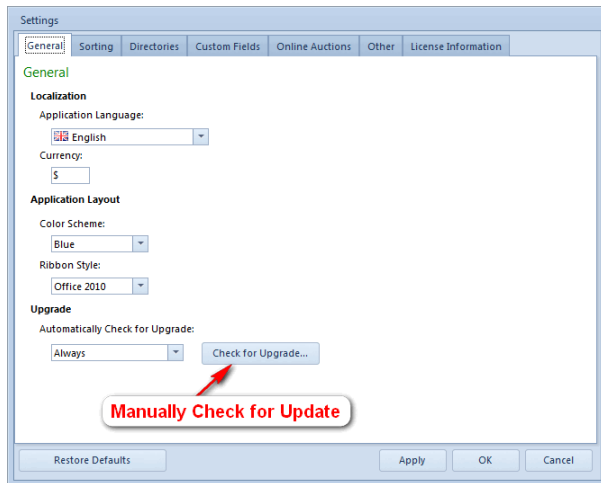 Settings
General Sorting Directories Custom Fields Online Auctions Other License Information
General
Localization
Application Language:
English
Currency:
$
Application Layout
Color Scheme:
Blue
Ribbon Style:
Office 2010
Upgrade
Automatically Check for Upgrade:
Always Check for Upgrade...
Manually Check for Update
Restore Defaults Apply OK Cancel